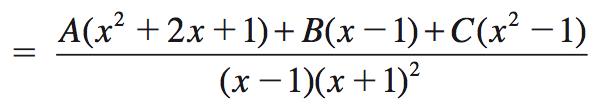 = A(x² + 2x + 1) + B(x − 1) + C(x² − 1)
(x − 1)(x + 1)²